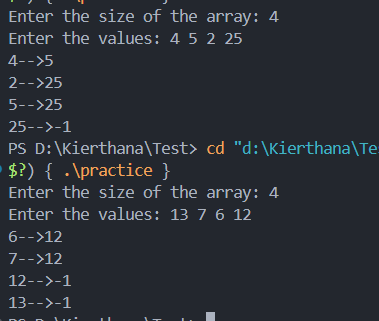 $?) { .\practice }
Enter the size of the array: 4
Enter the values: 4 5 2 25
4-->5
2-->25
5-->25
25-->-1
PS D:\Kierthana\Test> cd "d:\Kierthana\Tes
$?) { .\practice }
Enter the size of the array: 4
Enter the values: 13 7 6 12
6-->12
7-->12
12-->-1
13-->-1
PS D:\Kierthana\Test>